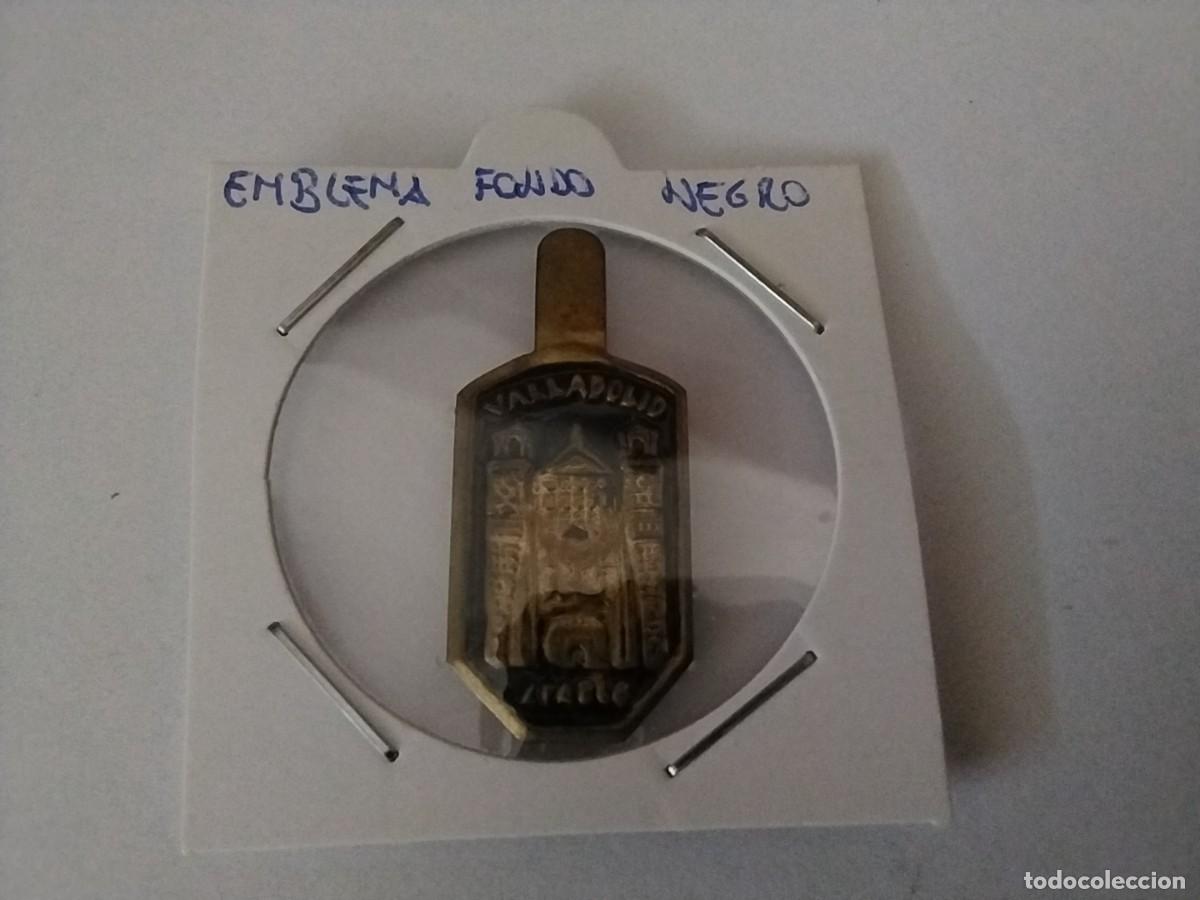 EMBLEMA FONDO NEGRO
VALLADOLID
todocoleccion